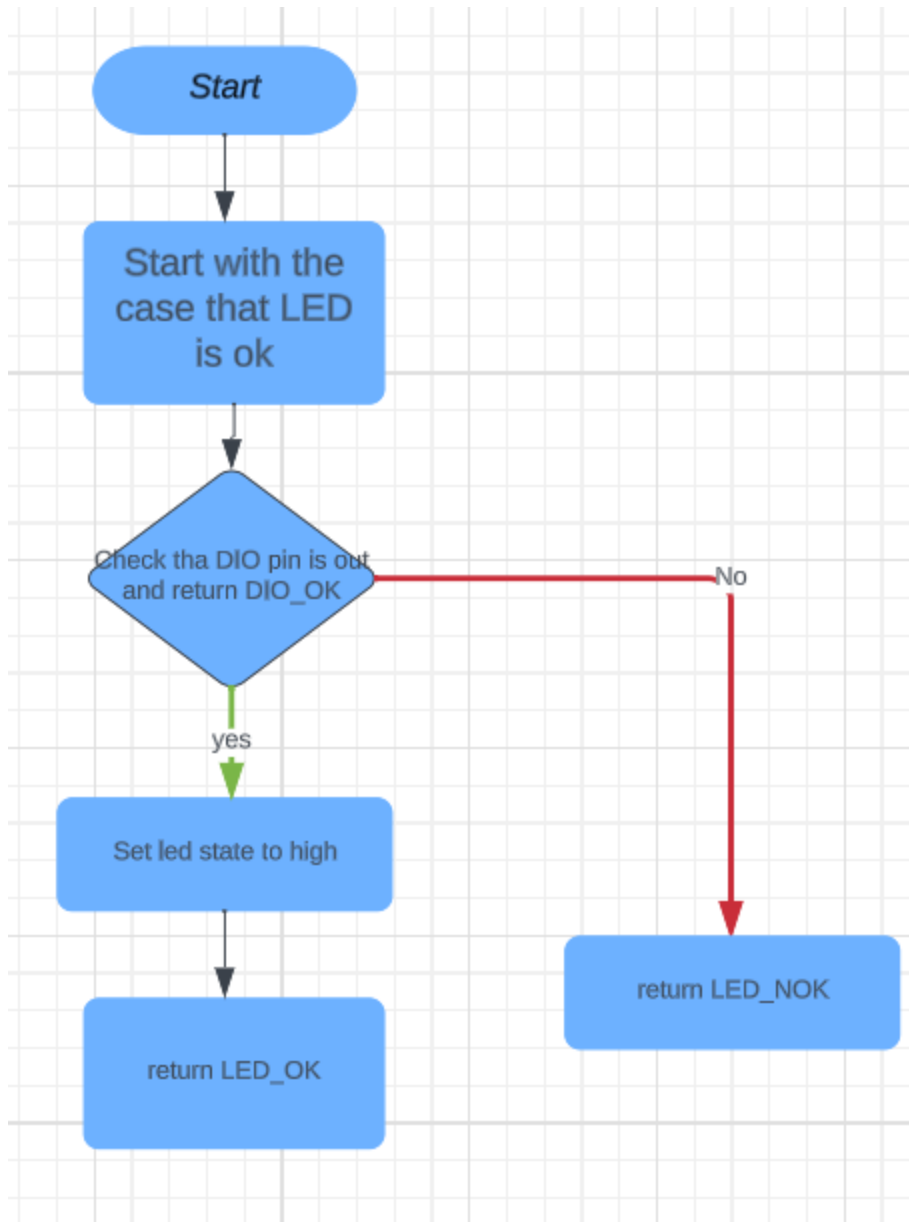 Start
Start with the
case that LED
is ok
Check tha DIO pin is out
and return DIO_OK
No
yes
Set led state to high
return LED_NOK
return LED_OK